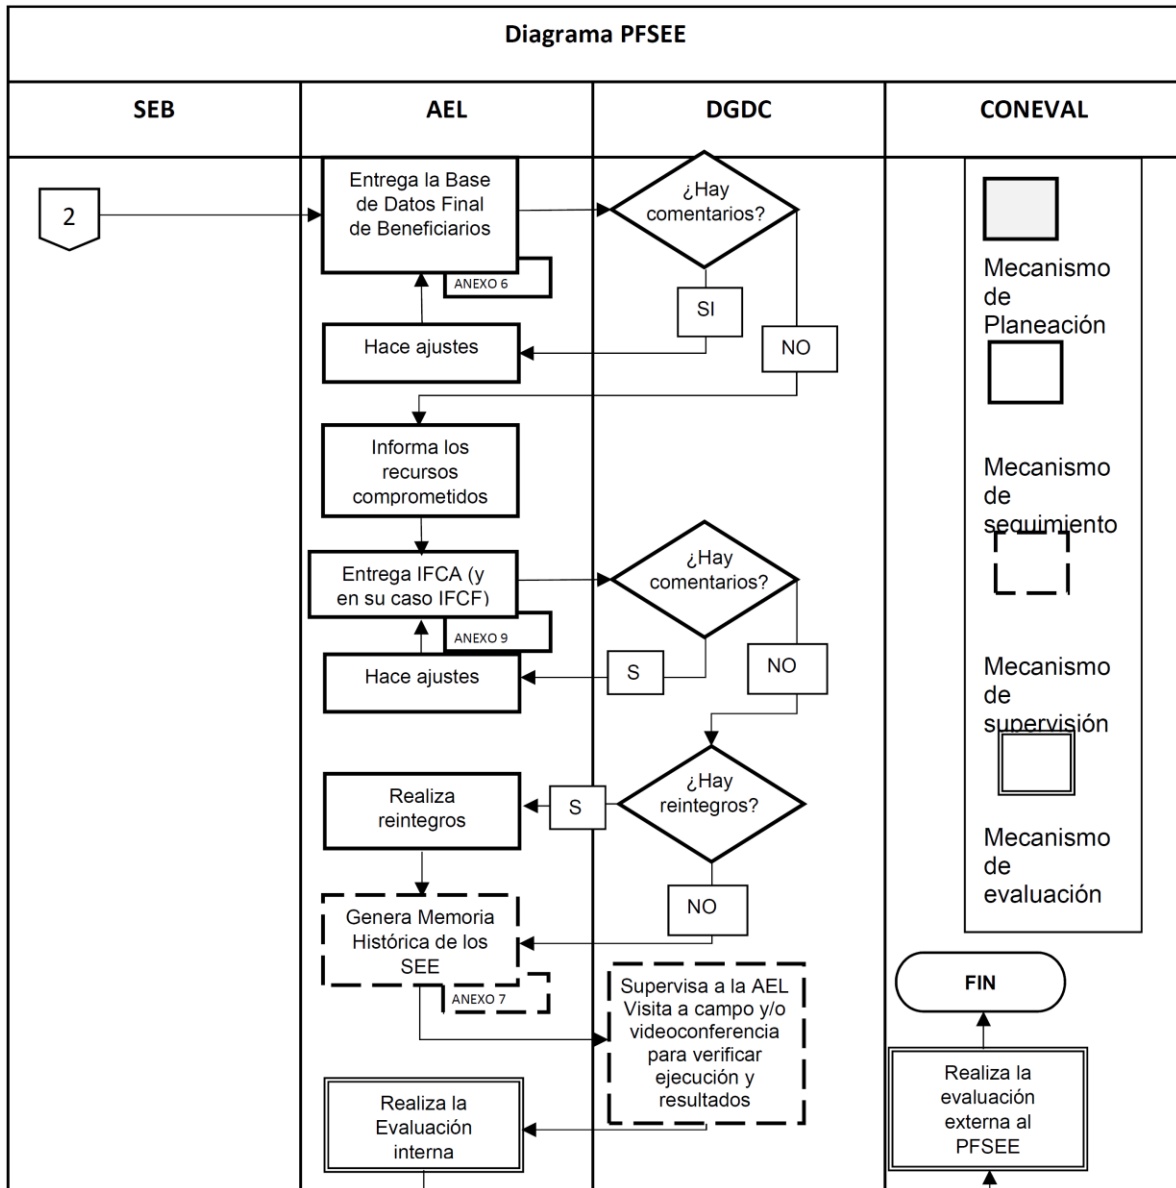 Diagrama PFSEE
SEB
AEL
DGDC
CONEVAL
2
Entrega la Base
de Datos Final
de Beneficiarios
ANEXO 6
¿Hay
comentarios?
SI
NO
Hace ajustes
Informa los
recursos
comprometidos
Entrega IFCA (y
en su caso IFCF)
ANEXO 9
¿Hay
comentarios?
S
NO
Hace ajustes
¿Hay
reintegros?
S
NO
Realiza
reintegros
Genera Memoria
Histórica de los
SEE
ANEXO 7
Supervisa a la AEL
Visita a campo y/o
videoconferencia
para verificar
ejecución y
resultados
Realiza la
Evaluación
interna
Mecanismo
de
Planeación
Mecanismo
de
seguimiento
Mecanismo
de
supervisión
Mecanismo
de
evaluación
FIN
Realiza la
evaluación
externa al
PFSEE